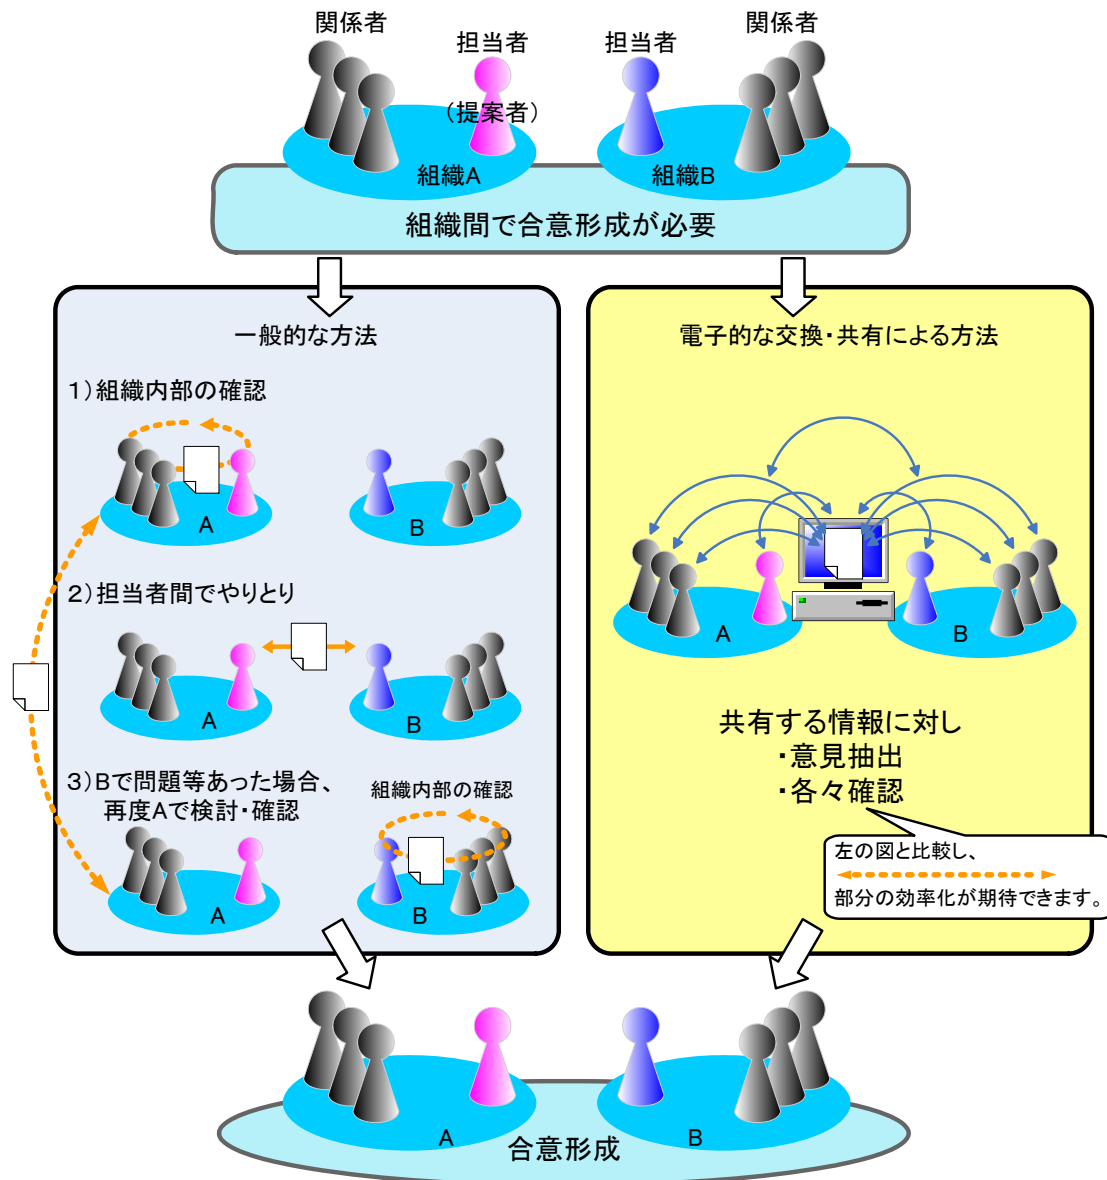 関係者
担当者
(提案者)
担当者
関係者
組織A
組織B
組織間で合意形成が必要
一般的な方法
1)組織内部の確認
A
B
2)担当者間でやりとり
A
B
3)Bで問題等あった場合、
再度Aで検討・確認
組織内部の確認
A
B
電子的な交換・共有による方法
A
B
共有する情報に対し
・意見抽出
・各々確認
左の図と比較し、
部分の効率化が期待できます。
A
B
合意形成